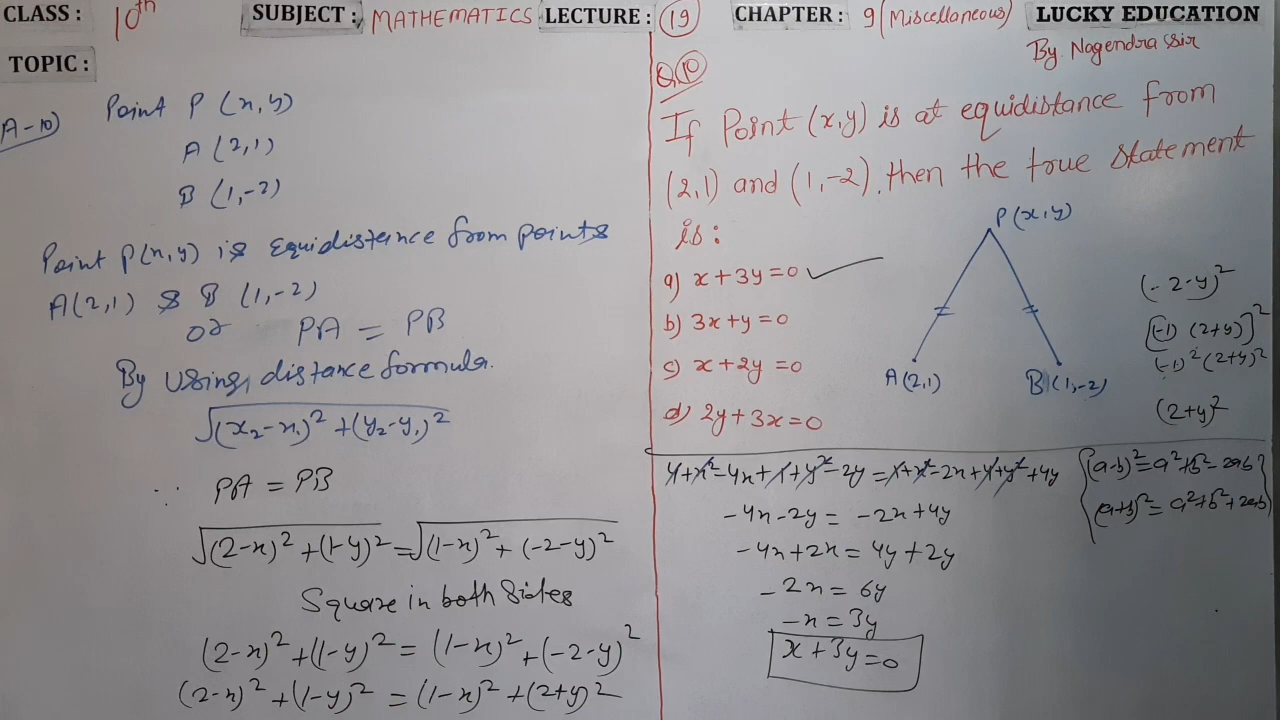 CLASS : 10th SUBJECT : MATHEMATICS LECTURE : 19 CHAPTER : 9 (Miscellaneous) LUCKY EDUCATION
By. Nagendra Sir
TOPIC :
A-10) Point P (x,y)
A (2,1)
B (1,-2)
Point P(x,y) is Equidistance from points
A(2,1) & B (1,-2)
or PA = PB
By Using, distance formula.
√(x₂-x₁)² + (y₂-y₁)²
∵ PA = PB
√(2-x)² + (1-y)² = √(1-x)² + (-2-y)²
Square in both Sides
(2-x)² + (1-y)² = (1-x)² + (-2-y)²
(2-x)² + (1-y)² = (1-x)² + (2+y)²
Q.10
If Point (x,y) is at equidistance from
(2,1) and (1,-2), then the true statement
is :
a) x + 3y = 0 ✓
b) 3x + y = 0
c) x + 2y = 0
d) 2y + 3x = 0
P(x,y)
A(2,1)
B(1,-2)
(-2-y)²
[(-1) (2+y)]²
(-1)² (2+y)²
(2+y)²
4+x²-4x+1+y²-2y = 1+x²-2x+4+y²+4y
-4x-2y = -2x+4y
-4x+2x = 4y+2y
-2x = 6y
-x = 3y
x + 3y = 0
{(a-b)² = a²+b²-2ab}
(a+b)² = a²+b²+2ab